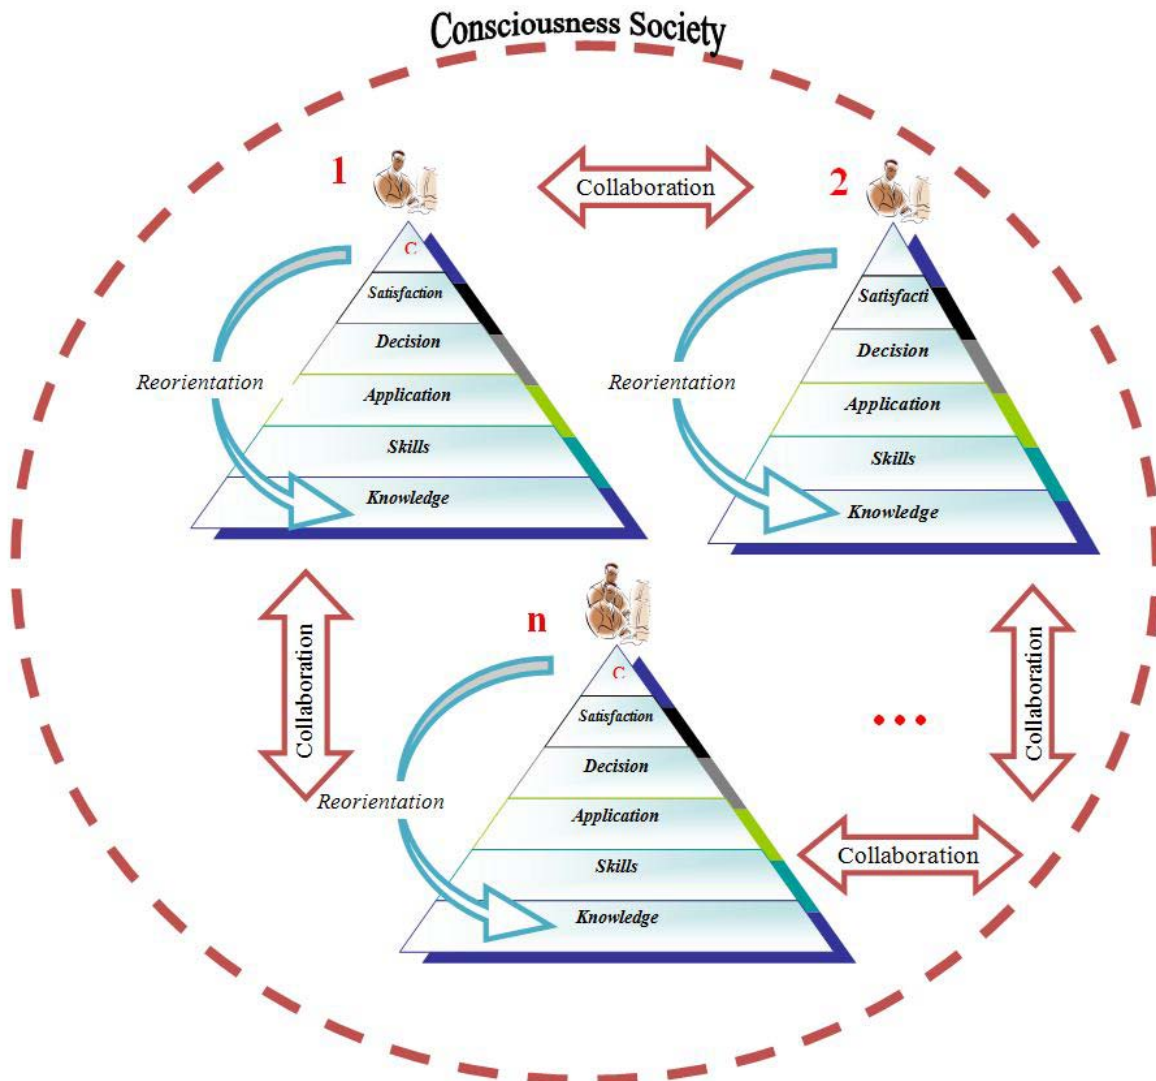 Consciousness Society
1
Collaboration
2
C
Satisfaction
Decision
Reorientation
Application
Skills
Knowledge
Satisfacti
Decision
Reorientation
Application
Skills
Knowledge
Collaboration
n
C
Satisfaction
Decision
Reorientation
Application
Skills
Knowledge
...
Collaboration
Collaboration